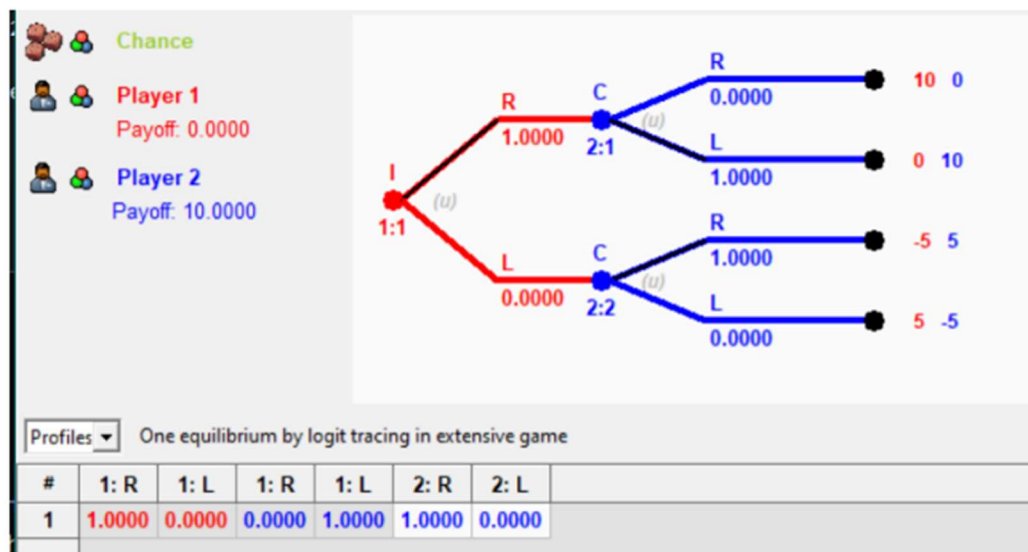 Chance
Player 1
Payoff: 0.0000
Player 2
Payoff: 10.0000
I
(u)
1:1
R
1.0000
L
0.0000
C
(u)
2:1
R
0.0000
10 0
L
1.0000
0 10
C
(u)
2:2
R
1.0000
-5 5
L
0.0000
5 -5
Profiles One equilibrium by logit tracing in extensive game
# 1: R 1: L 1: R 1: L 2: R 2: L
1 1.0000 0.0000 0.0000 1.0000 1.0000 0.0000